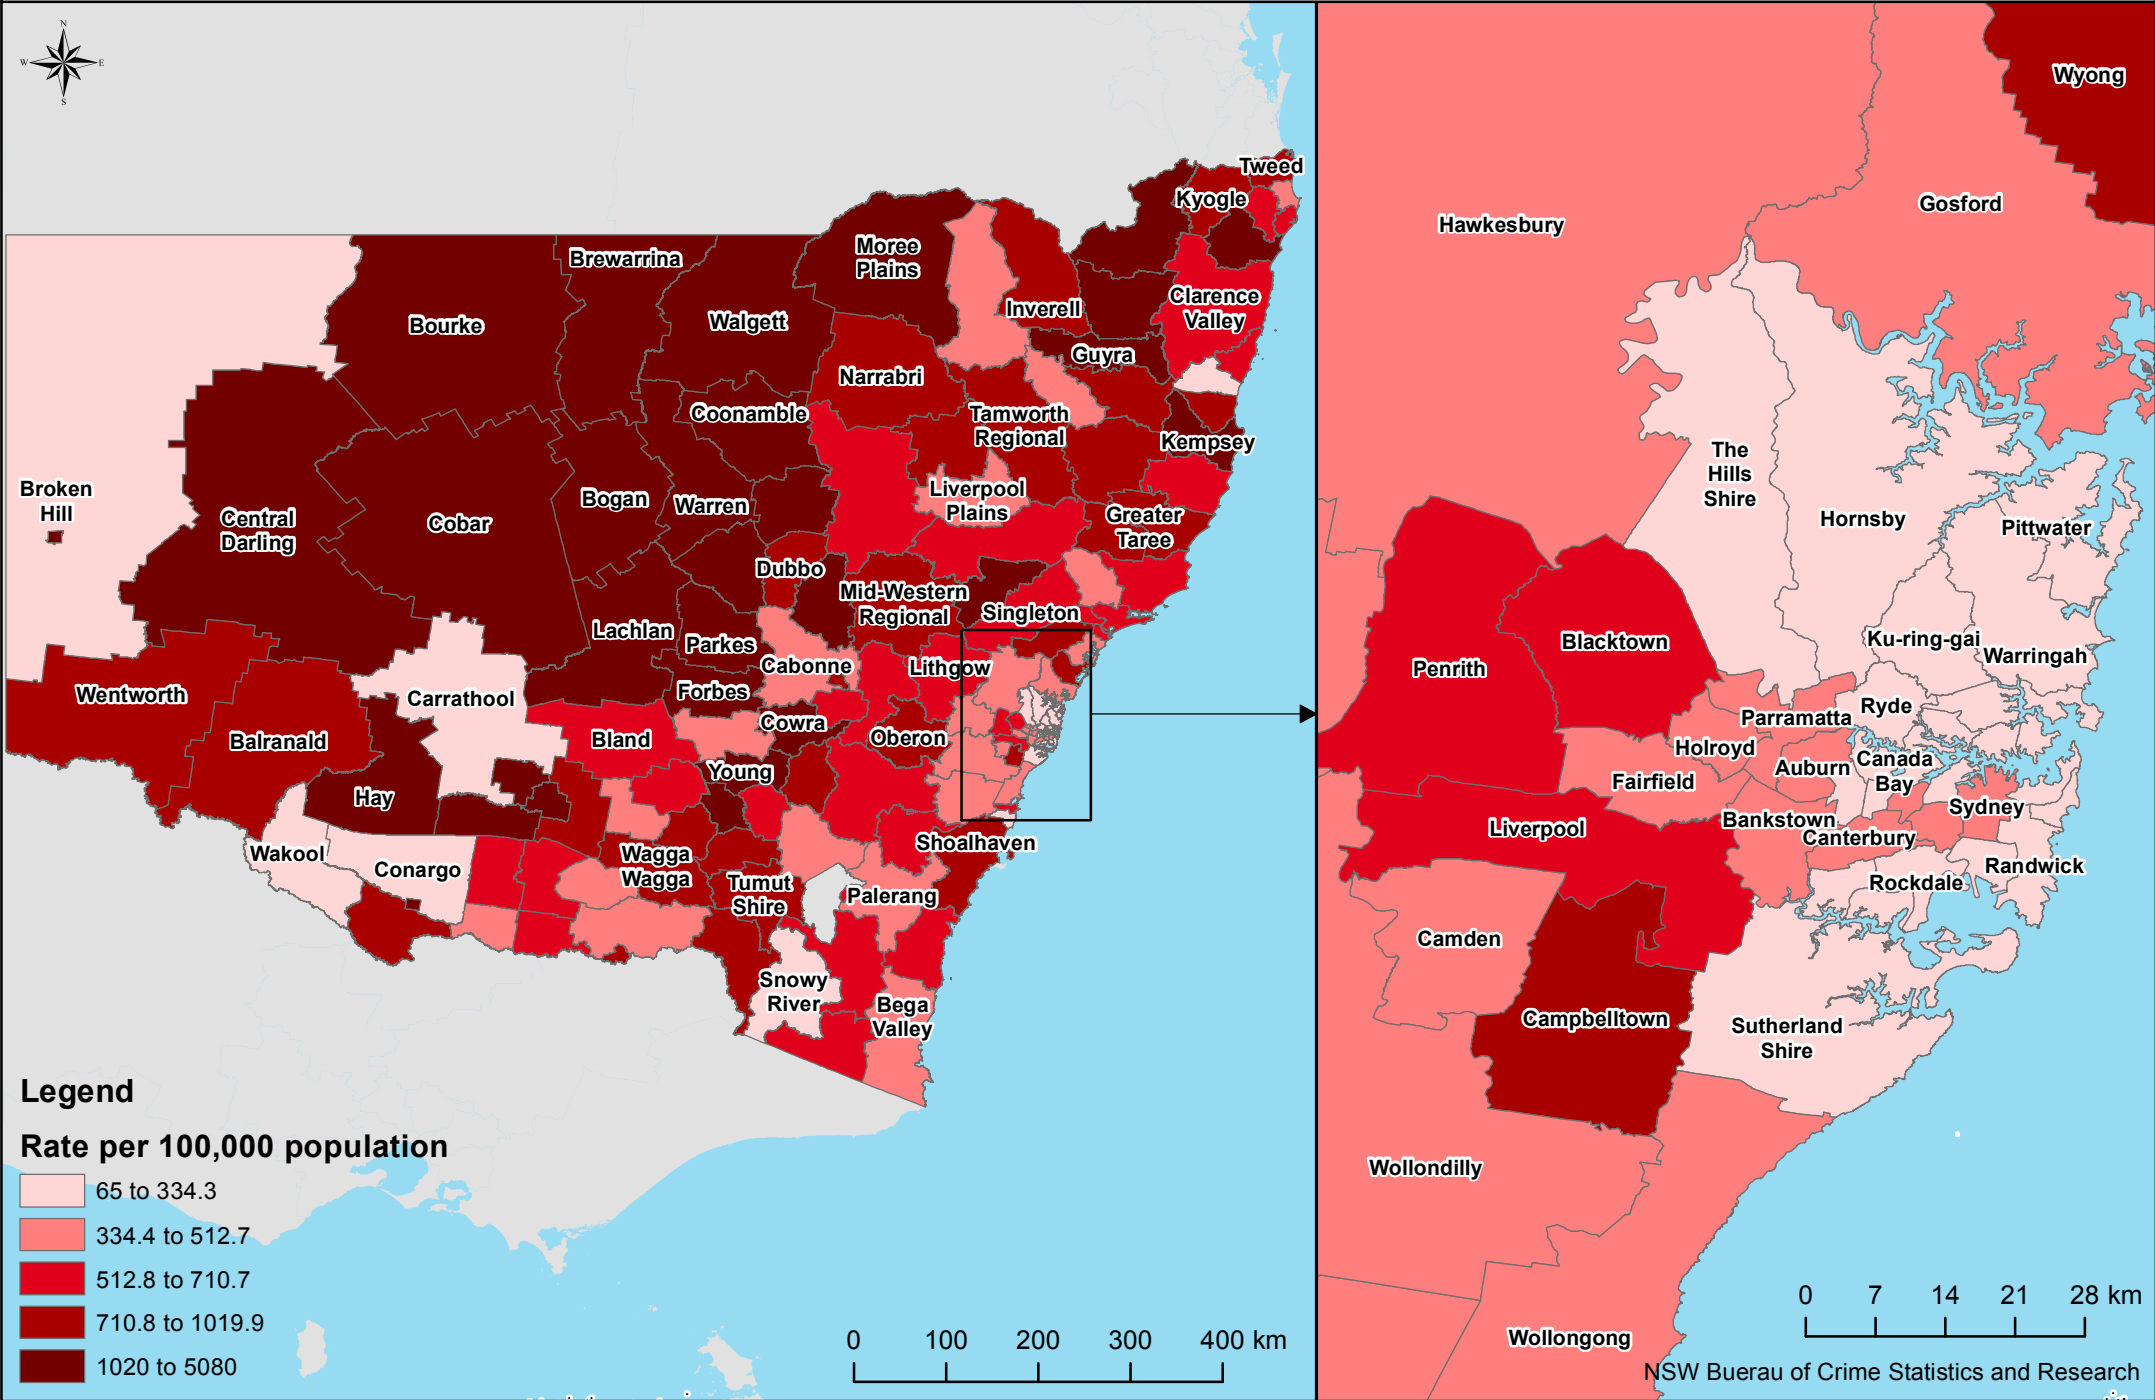 N
W
E
S
Tweed
Kyogle
Moree
Plains
Brewarrina
Bourke
Walgett
Inverell
Clarence
Valley
Guyra
Narrabri
Coonamble
Tamworth
Regional
Kempsey
Broken
Hill
Central
Darling
Cobar
Bogan
Warren
Liverpool
Plains
Greater
Taree
Dubbo
Mid-Western
Regional
Singleton
Lachlan
Parkes
Cabonne
Lithgow
Wentworth
Carrathool
Forbes
Cowra
Balranald
Bland
Oberon
Young
Hay
Shoalhaven
Wakool
Conargo
Wagga
Wagga
Tumut
Shire
Palerang
Snowy
River
Bega
Valley
Legend
Rate per 100,000 population
65 to 334.3
334.4 to 512.7
512.8 to 710.7
710.8 to 1019.9
1020 to 5080
0 100 200 300 400 km
Wyong
Gosford
Hawkesbury
The
Hills
Shire
Hornsby
Pittwater
Blacktown
Ku-ring-gai
Warringah
Penrith
Ryde
Parramatta
Holroyd
Canada
Bay
Auburn
Fairfield
Sydney
Bankstown
Liverpool
Canterbury
Randwick
Rockdale
Camden
Campbelltown
Sutherland
Shire
Wollondilly
0 7 14 21 28 km
Wollongong
NSW Buerau of Crime Statistics and Research